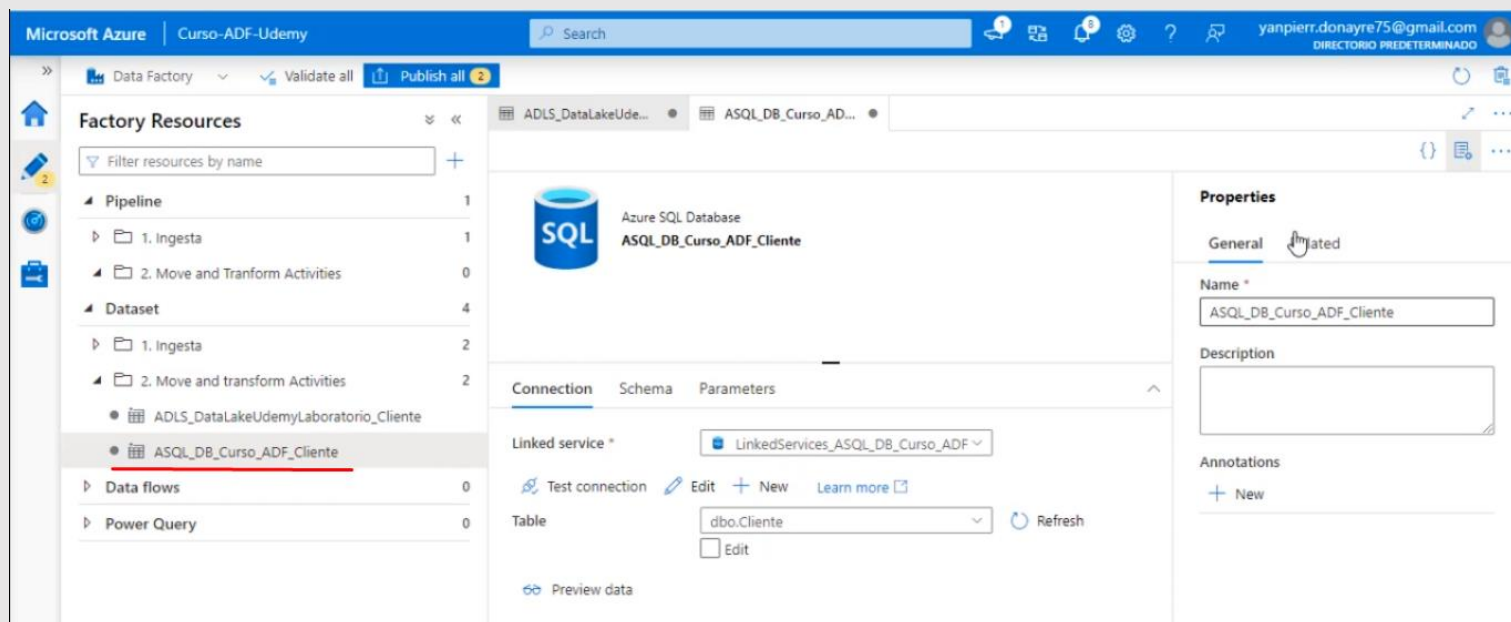 Microsoft Azure | Curso-ADF-Udemy
Search
1
8
yanpierr.donayre75@gmail.com
DIRECTORIO PREDETERMINADO
Data Factory
Validate all
Publish all 2
2
Factory Resources
Filter resources by name
Pipeline 1
1. Ingesta 1
2. Move and Tranform Activities 0
Dataset 4
1. Ingesta 2
2. Move and transform Activities 2
ADLS_DataLakeUdemyLaboratorio_Cliente
ASQL_DB_Curso_ADF_Cliente
Data flows 0
Power Query 0
ADLS_DataLakeUde...
ASQL_DB_Curso_AD...
SQL
Azure SQL Database
ASQL_DB_Curso_ADF_Cliente
Connection Schema Parameters
Linked service *
LinkedServices_ASQL_DB_Curso_ADF
Test connection Edit New Learn more
Table
dbo.Cliente
Refresh
Edit
Preview data
{}
Properties
General
Name *
ASQL_DB_Curso_ADF_Cliente
Description
Annotations
New